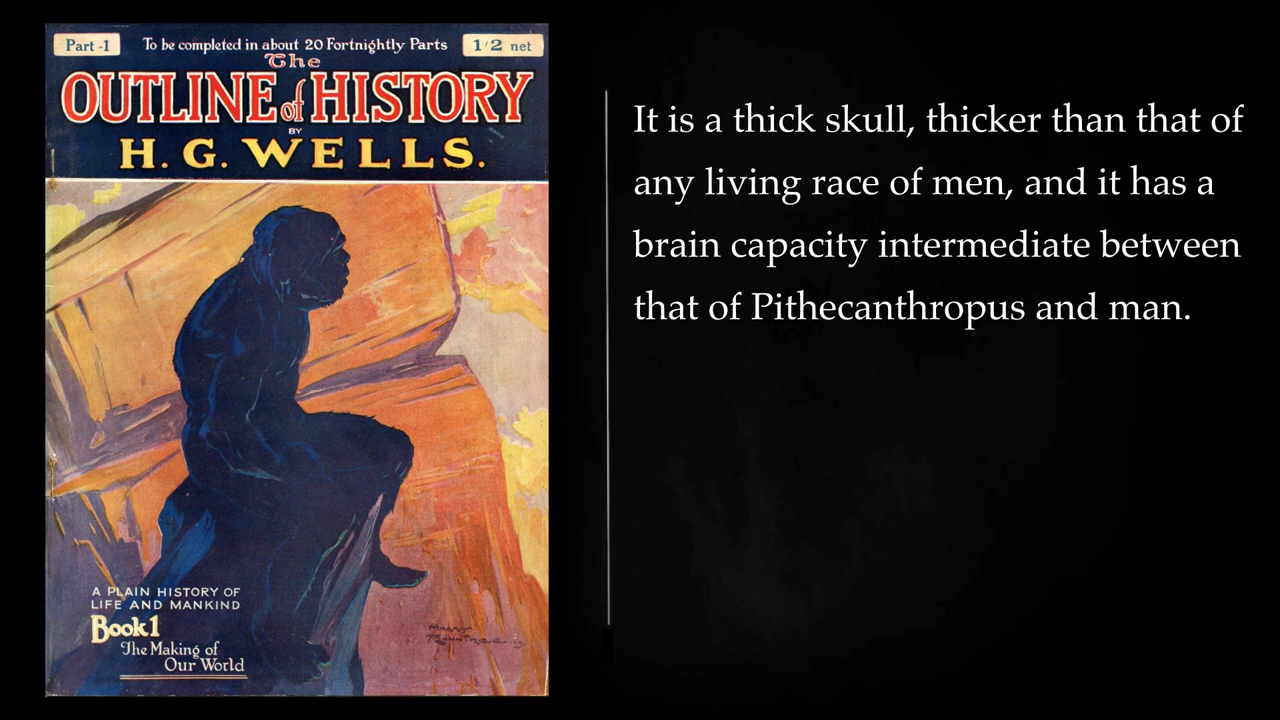 Part -1
To be completed in about 20 Fortnightly Parts
1/2 net
The
OUTLINE of HISTORY
BY
H. G. WELLS.
A PLAIN HISTORY OF
LIFE AND MANKIND
Book 1
The Making of
Our World
It is a thick skull, thicker than that of
any living race of men, and it has a
brain capacity intermediate between
that of Pithecanthropus and man.